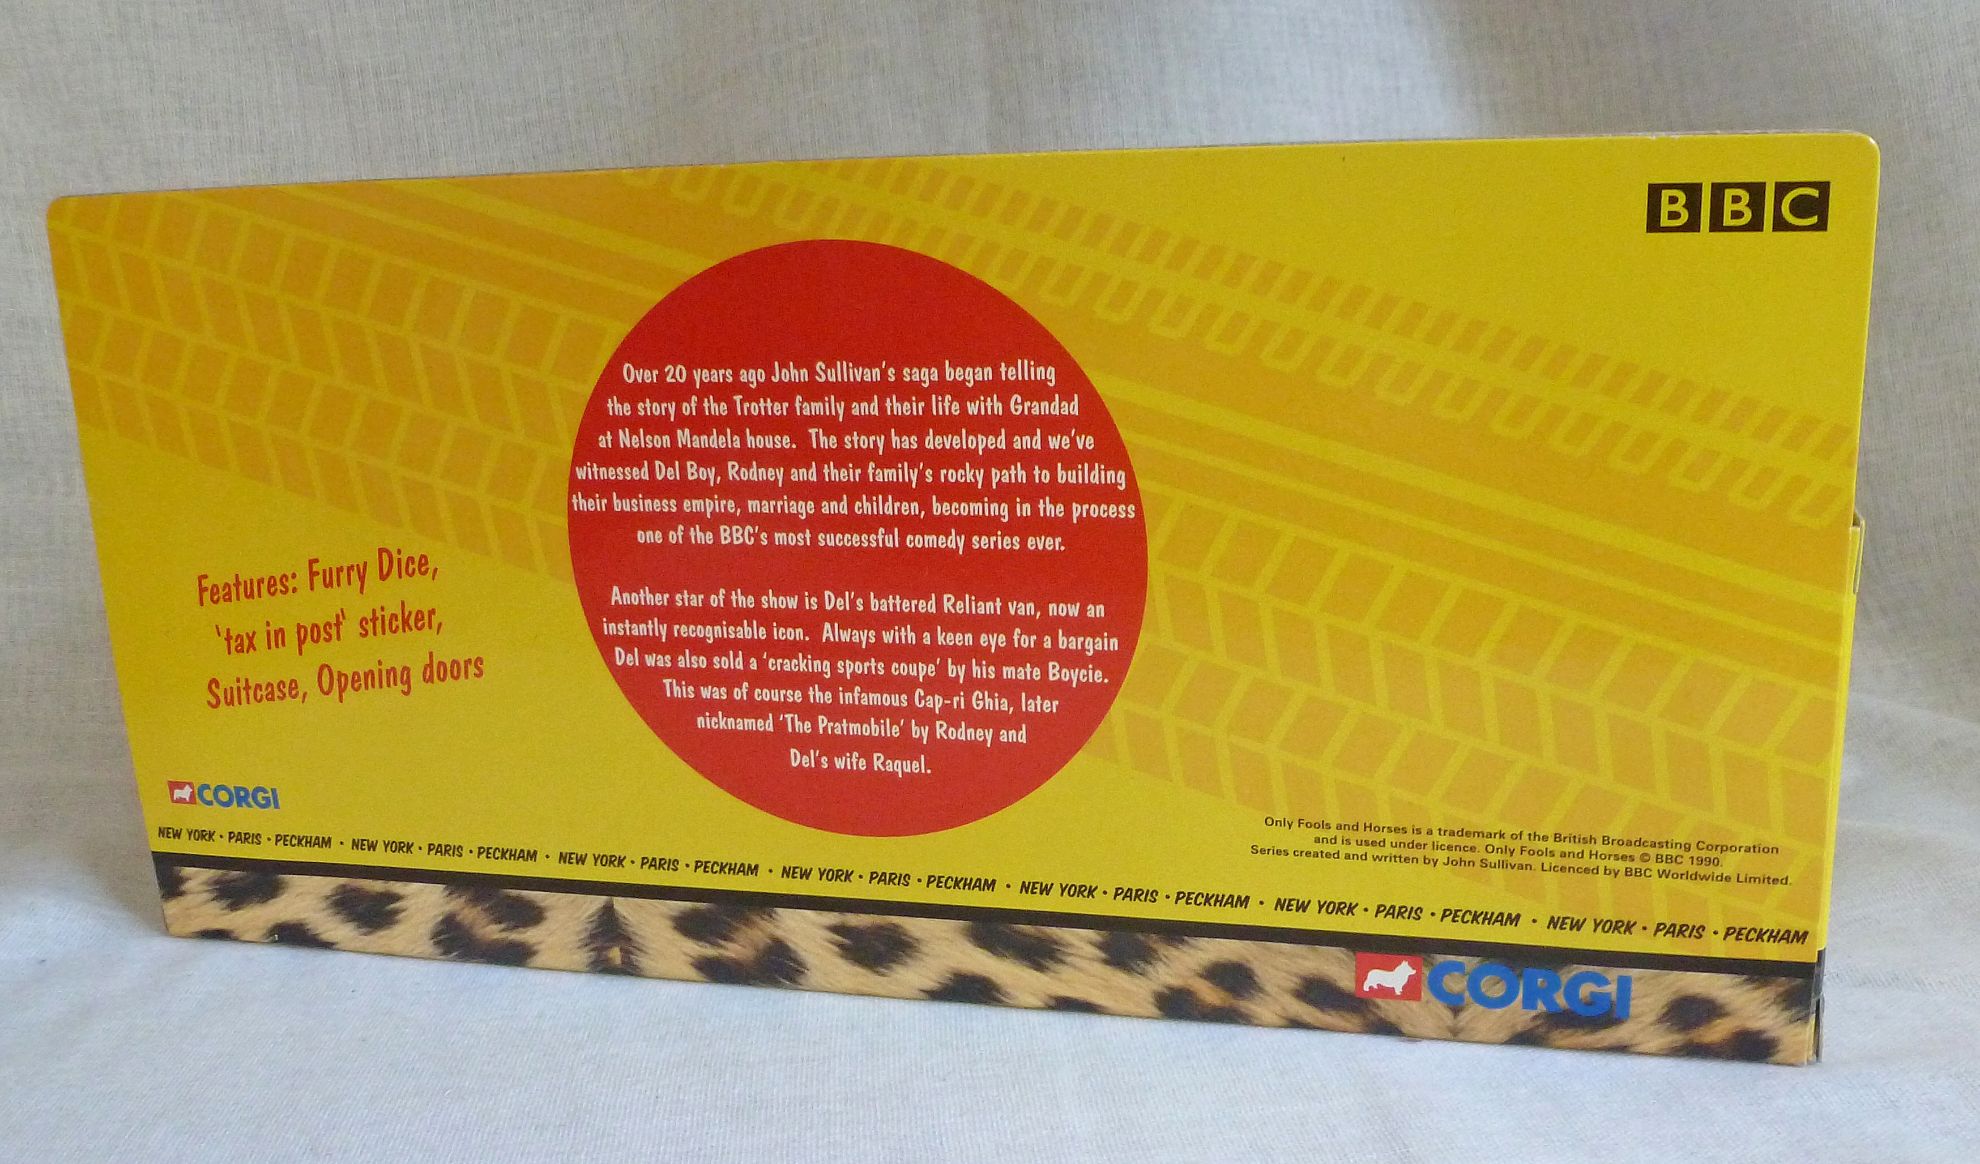 BBC
Over 20 years ago John Sullivan's saga began telling
the story of the Trotter family and their life with Grandad
at Nelson Mandela house. The story has developed and we've
witnessed Del Boy, Rodney and their family's rocky path to building
their business empire, marriage and children, becoming in the process
one of the BBC's most successful comedy series ever.
Another star of the show is Del's battered Reliant van, now an
instantly recognisable icon. Always with a keen eye for a bargain
Del was also sold a 'cracking sports coupe' by his mate Boycie.
This was of course the infamous Cap-ri Ghia, later
nicknamed 'The Pratmobile' by Rodney and
Del's wife Raquel.
Features: Furry Dice,
'tax in post' sticker,
Suitcase, Opening doors
CORGI
Only Fools and Horses is a trademark of the British Broadcasting Corporation
and is used under licence. Only Fools and Horses © BBC 1990.
Series created and written by John Sullivan. Licenced by BBC Worldwide Limited.
NEW YORK • PARIS • PECKHAM • NEW YORK • PARIS • PECKHAM • NEW YORK • PARIS • PECKHAM • NEW YORK • PARIS • PECKHAM • NEW YORK • PARIS • PECKHAM • NEW YORK • PARIS • PECKHAM • NEW YORK • PARIS • PECKHAM
CORGI